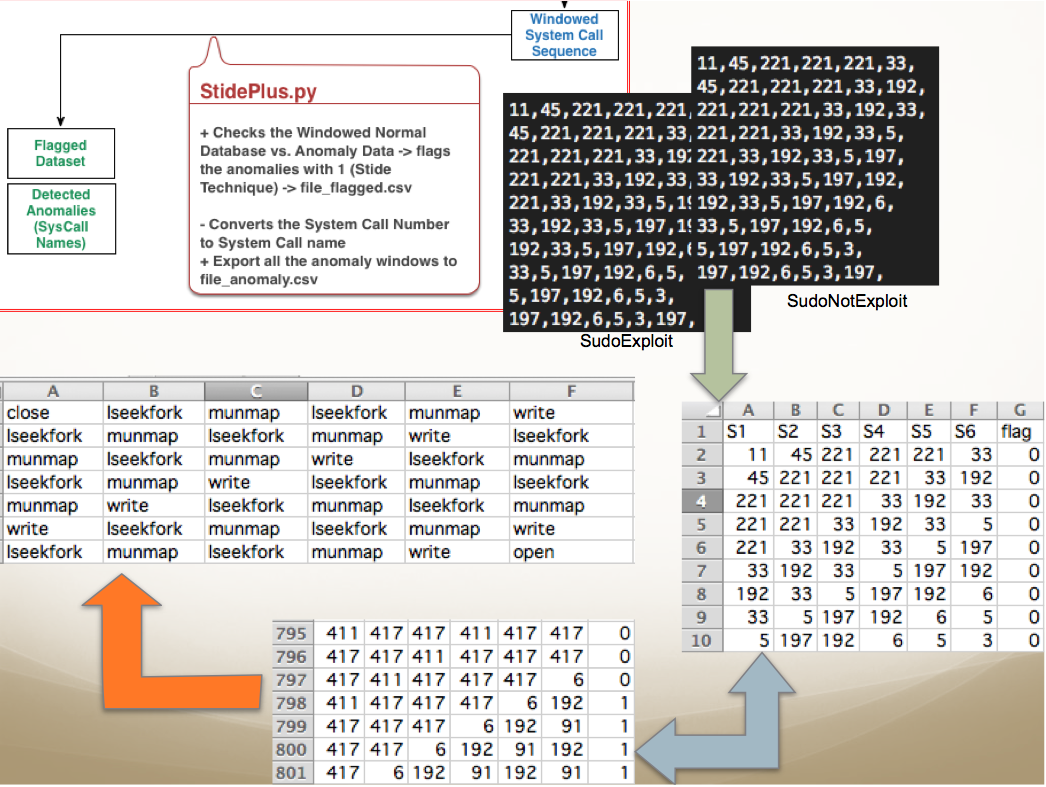 Windowed
System Call
Sequence
StidePlus.py
+ Checks the Windowed Normal
Database vs. Anomaly Data -> flags
the anomalies with 1 (Stide
Technique) -> file_flagged.csv
- Converts the System Call Number
to System Call name
+ Export all the anomaly windows to
file_anomaly.csv
Flagged
Dataset
Detected
Anomalies
(SysCall
Names)
11,45,221,221,221,
45,221,221,221,33,
221,221,221,33,192
221,221,33,192,33,
221,33,192,33,5,19
33,192,33,5,197,19
192,33,5,197,192,6
33,5,197,192,6,5,
5,197,192,6,5,3,
197,192,6,5,3,197,
SudoExploit
11,45,221,221,221,33,
45,221,221,221,33,192,
221,221,221,33,192,33,
221,221,33,192,33,5,
221,33,192,33,5,197,
33,192,33,5,197,192,
192,33,5,197,192,6,
33,5,197,192,6,5,
5,197,192,6,5,3,
197,192,6,5,3,197,
SudoNotExploit
A B C D E F
close lseekfork munmap lseekfork munmap write
lseekfork munmap lseekfork munmap write lseekfork
munmap lseekfork munmap write lseekfork munmap
lseekfork munmap write lseekfork munmap lseekfork
munmap write lseekfork munmap lseekfork munmap
write lseekfork munmap lseekfork munmap write
lseekfork munmap lseekfork munmap write open
A B C D E F G
1 S1 S2 S3 S4 S5 S6 flag
2 11 45 221 221 221 33 0
3 45 221 221 221 33 192 0
4 221 221 221 33 192 33 0
5 221 221 33 192 33 5 0
6 221 33 192 33 5 197 0
7 33 192 33 5 197 192 0
8 192 33 5 197 192 6 0
9 33 5 197 192 6 5 0
10 5 197 192 6 5 3 0
795 411 417 417 411 417 417 0
796 417 417 411 417 417 417 0
797 417 411 417 417 417 6 0
798 411 417 417 417 6 192 1
799 417 417 417 6 192 91 1
800 417 417 6 192 91 192 1
801 417 6 192 91 192 91 1